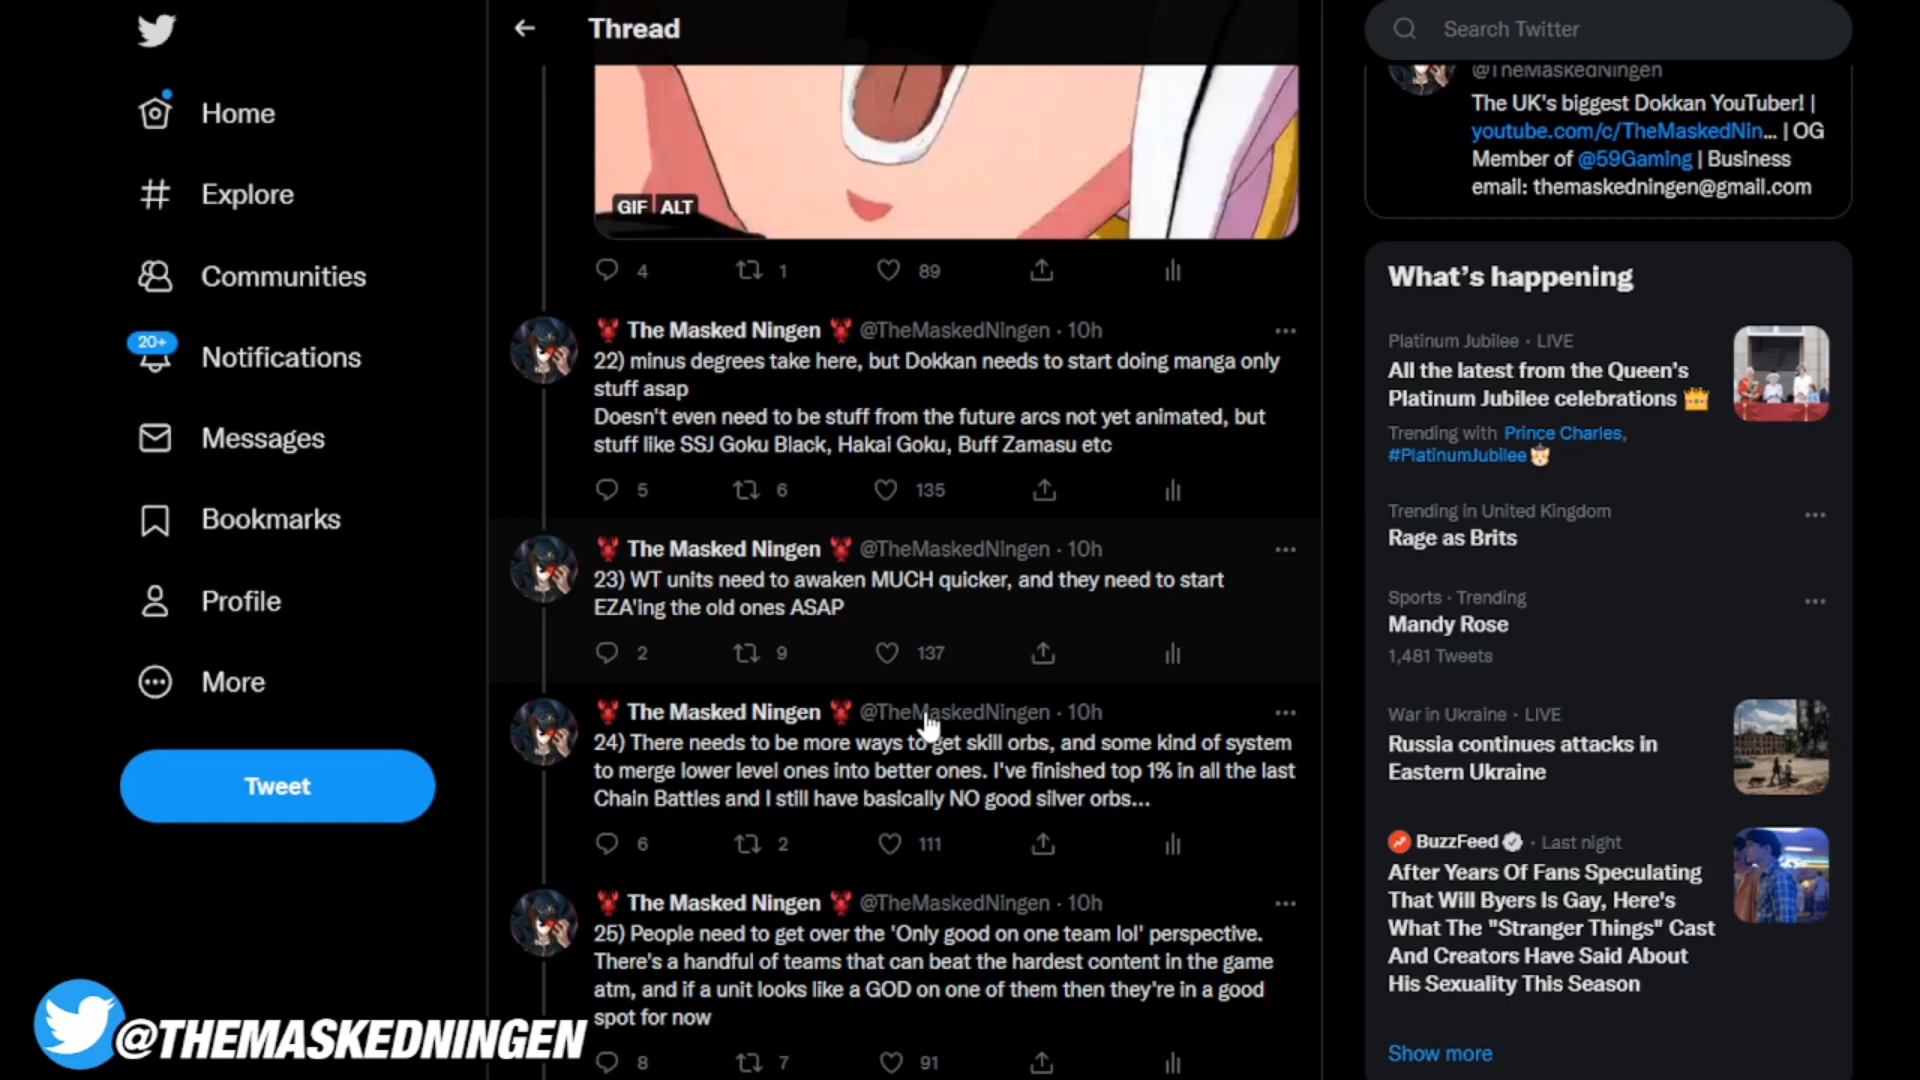 Home
Explore
Communities
20+
Notifications
Messages
Bookmarks
Profile
More
Tweet
@THEMASKEDNINGEN
Thread
GIF ALT
4 1 89
The Masked Ningen @TheMaskedNingen · 10h
22) minus degrees take here, but Dokkan needs to start doing manga only
stuff asap
Doesn't even need to be stuff from the future arcs not yet animated, but
stuff like SSJ Goku Black, Hakai Goku, Buff Zamasu etc
5 6 135
The Masked Ningen @TheMaskedNingen · 10h
23) WT units need to awaken MUCH quicker, and they need to start
EZA'ing the old ones ASAP
2 9 137
The Masked Ningen @TheMaskedNingen · 10h
24) There needs to be more ways to get skill orbs, and some kind of system
to merge lower level ones into better ones. I've finished top 1% in all the last
Chain Battles and I still have basically NO good silver orbs...
6 2 111
The Masked Ningen @TheMaskedNingen · 10h
25) People need to get over the 'Only good on one team lol' perspective.
There's a handful of teams that can beat the hardest content in the game
atm, and if a unit looks like a GOD on one of them then they're in a good
spot for now
8 7 91
Search Twitter
@TheMaskedNingen
The UK's biggest Dokkan YouTuber! |
youtube.com/c/TheMaskedNin... | OG
Member of @59Gaming | Business
email: themaskedningen@gmail.com
What's happening
Platinum Jubilee · LIVE
All the latest from the Queen's
Platinum Jubilee celebrations
Trending with Prince Charles,
#PlatinumJubilee
Trending in United Kingdom
Rage as Brits
Sports · Trending
Mandy Rose
1,481 Tweets
War in Ukraine · LIVE
Russia continues attacks in
Eastern Ukraine
BuzzFeed · Last night
After Years Of Fans Speculating
That Will Byers Is Gay, Here's
What The "Stranger Things" Cast
And Creators Have Said About
His Sexuality This Season
Show more